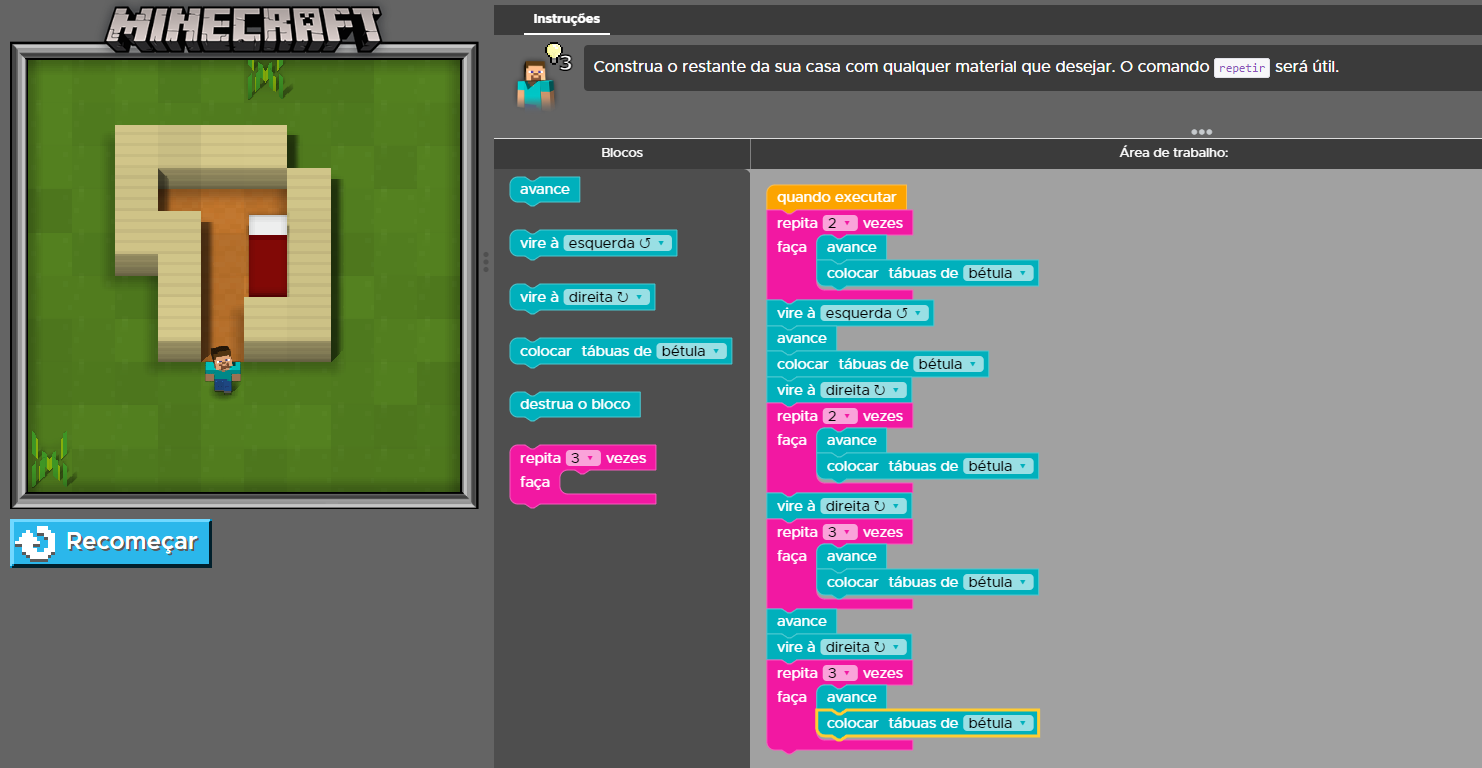 MINECRAFT
Instruções
3
Construa o restante da sua casa com qualquer material que desejar. O comando repetir será útil.
Blocos
Área de trabalho:
avance
vire à esquerda ↺
vire à direita ↻
colocar tábuas de bétula
destrua o bloco
repita 3 vezes
faça
quando executar
repita 2 vezes
faça avance
colocar tábuas de bétula
vire à esquerda ↺
avance
colocar tábuas de bétula
vire à direita ↻
repita 2 vezes
faça avance
colocar tábuas de bétula
vire à direita ↻
repita 3 vezes
faça avance
colocar tábuas de bétula
avance
vire à direita ↻
repita 3 vezes
faça avance
colocar tábuas de bétula
Recomeçar